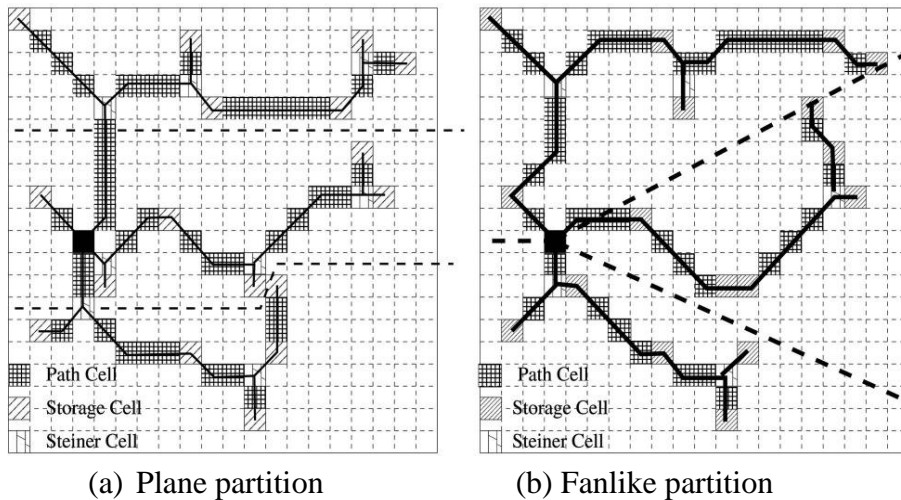 Path Cell
Storage Cell
Steiner Cell
Path Cell
Storage Cell
Steiner Cell
(a) Plane partition
(b) Fanlike partition